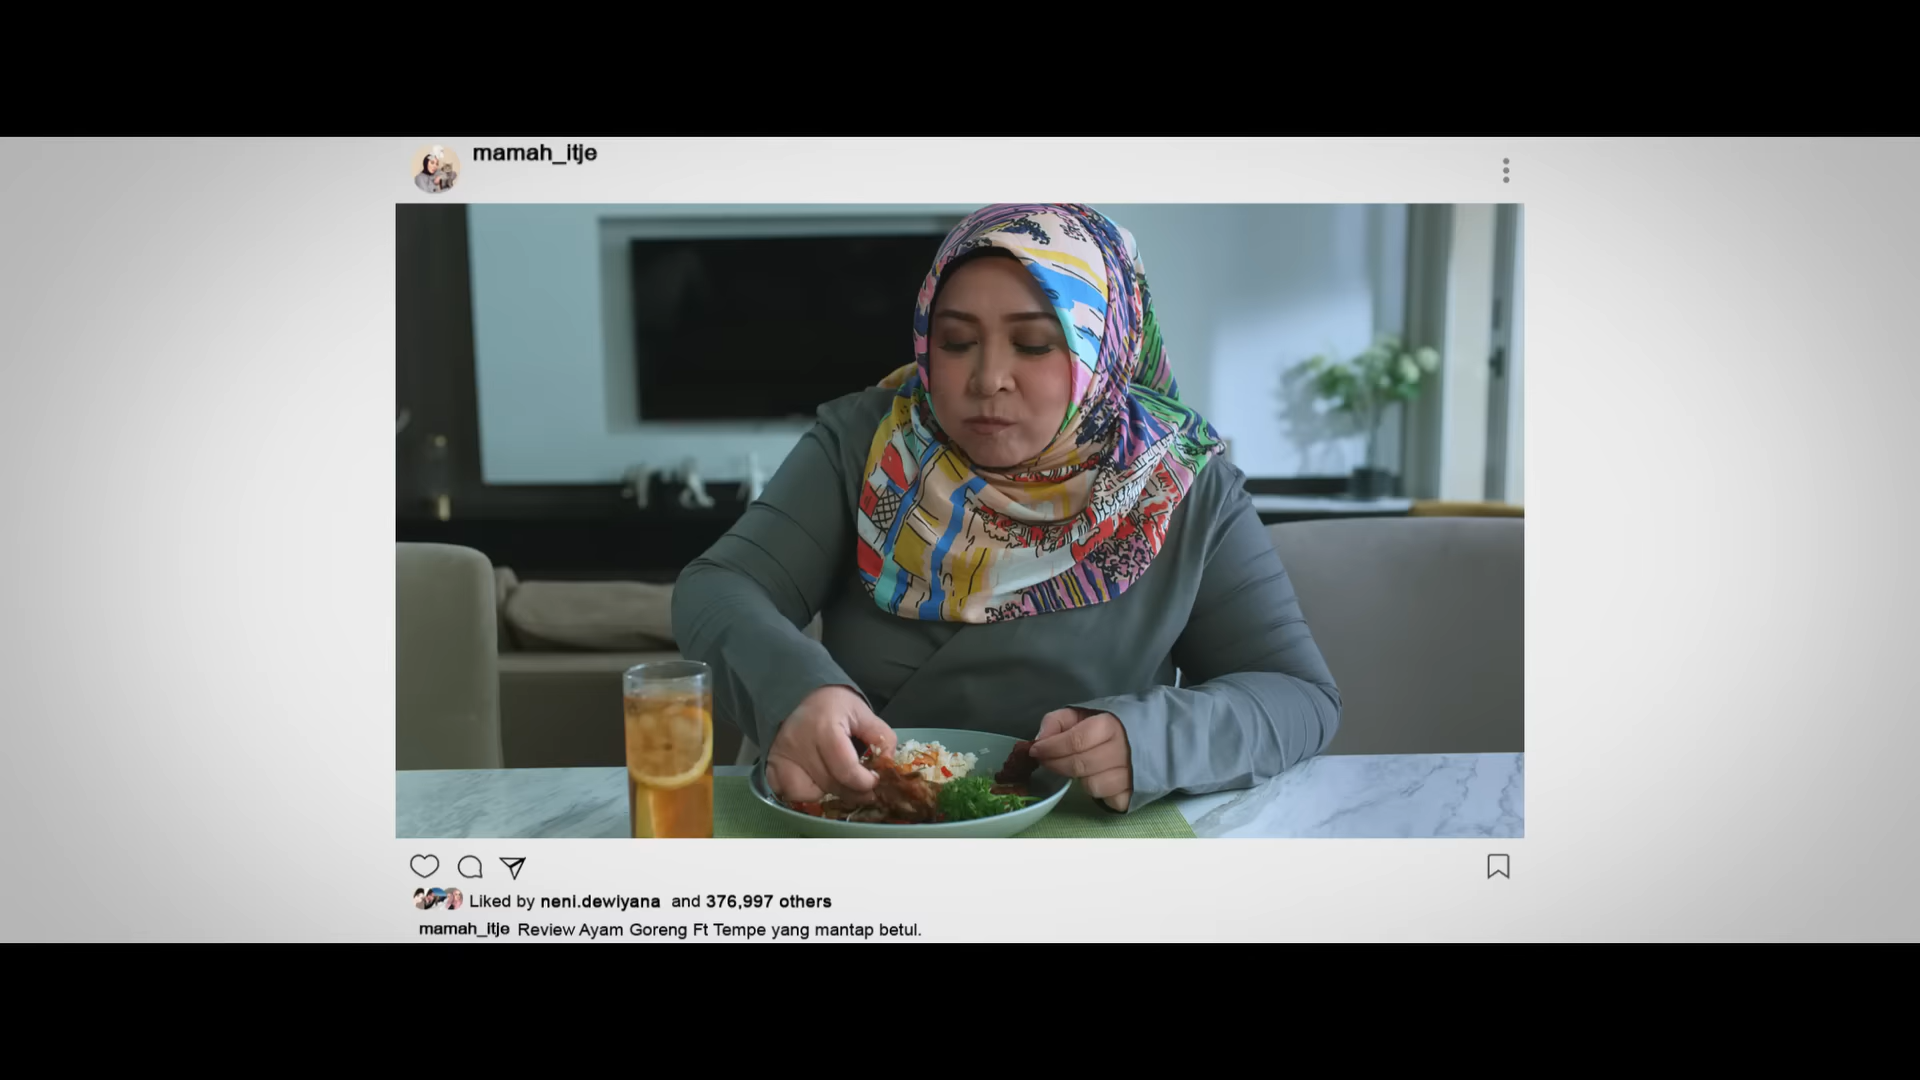 mamah_itje
Liked by neni.dewiyana and 376,997 others
mamah_itje Review Ayam Goreng Ft Tempe yang mantap betul.